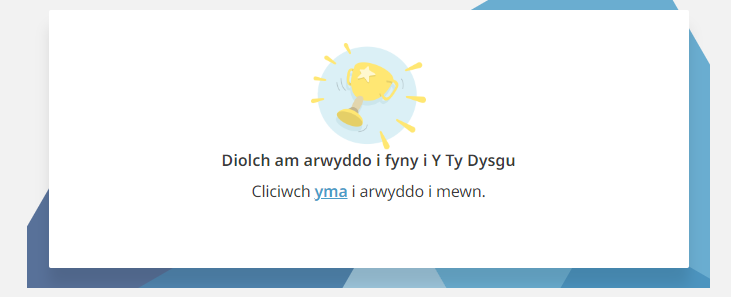 Diolch am arwyddo i fyny i Y Ty Dysgu
Cliciwch yma i arwyddo i mewn.